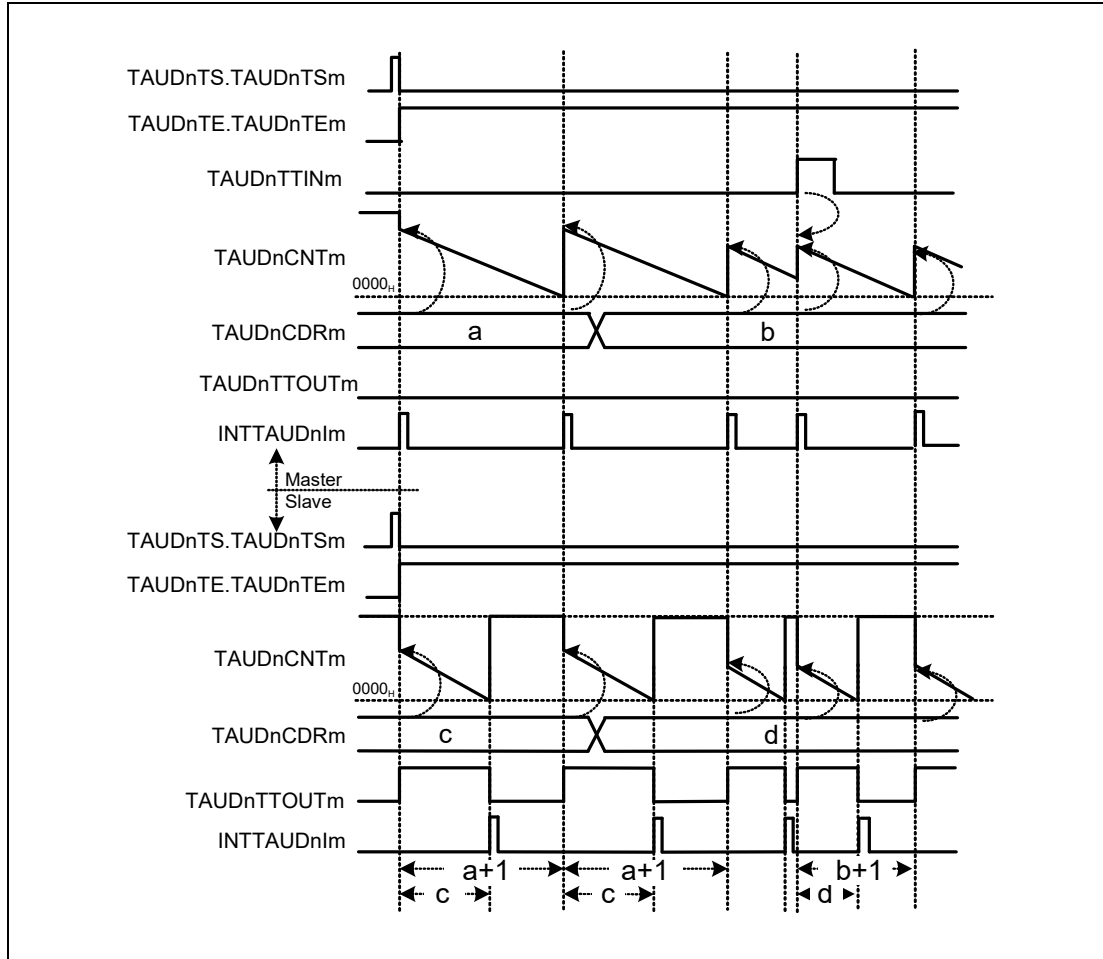 TAUDnTS.TAUDnTSm
TAUDnTE.TAUDnTEm
TAUDnTTINm
TAUDnCNTm
0000H
TAUDnCDRm
a
b
TAUDnTTOUTm
INTTAUDnIm
Master
Slave
TAUDnTS.TAUDnTSm
TAUDnTE.TAUDnTEm
TAUDnCNTm
0000H
TAUDnCDRm
c
d
TAUDnTTOUTm
INTTAUDnIm
a+1
a+1
b+1
c
c
d